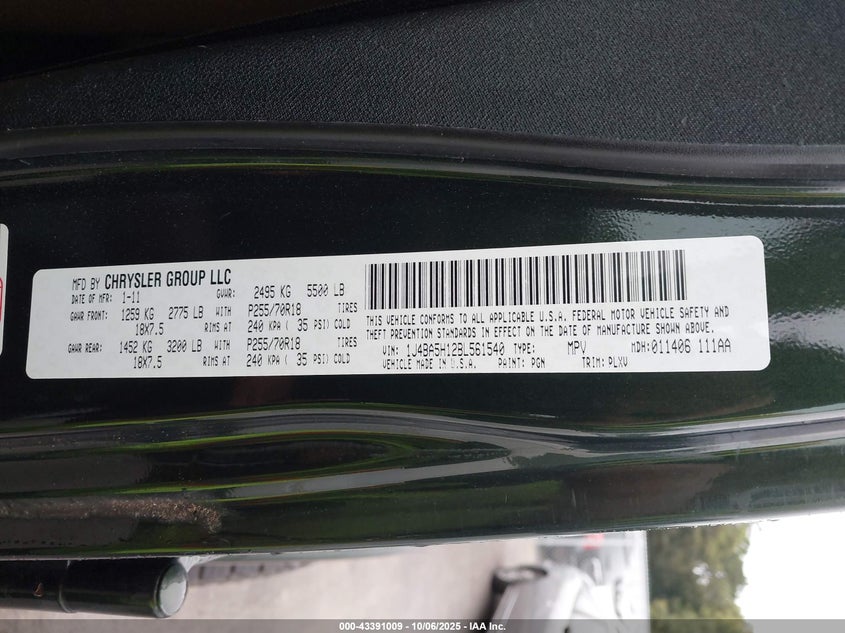 MFD BY CHRYSLER GROUP LLC
DATE OF MFR: 1-11 GVWR: 2495 KG 5500 LB
GAWR FRONT: 1259 KG 2775 LB WITH P255/70R18 TIRES
18X7.5 RIMS AT 240 KPA ( 35 PSI) COLD
GAWR REAR: 1452 KG 3200 LB WITH P255/70R18 TIRES
18X7.5 RIMS AT 240 KPA ( 35 PSI) COLD
THIS VEHICLE CONFORMS TO ALL APPLICABLE U.S.A. FEDERAL MOTOR VEHICLE SAFETY AND
THEFT PREVENTION STANDARDS IN EFFECT ON THE DATE OF MANUFACTURE SHOWN ABOVE.
VIN: 1J4BA5H12BL561540 TYPE: MPV MDH: 011406 111AA
VEHICLE MADE IN U.S.A. PAINT: PGN TRIM: PLXV
000-43391009 - 10/06/2025 - IAA, Inc.